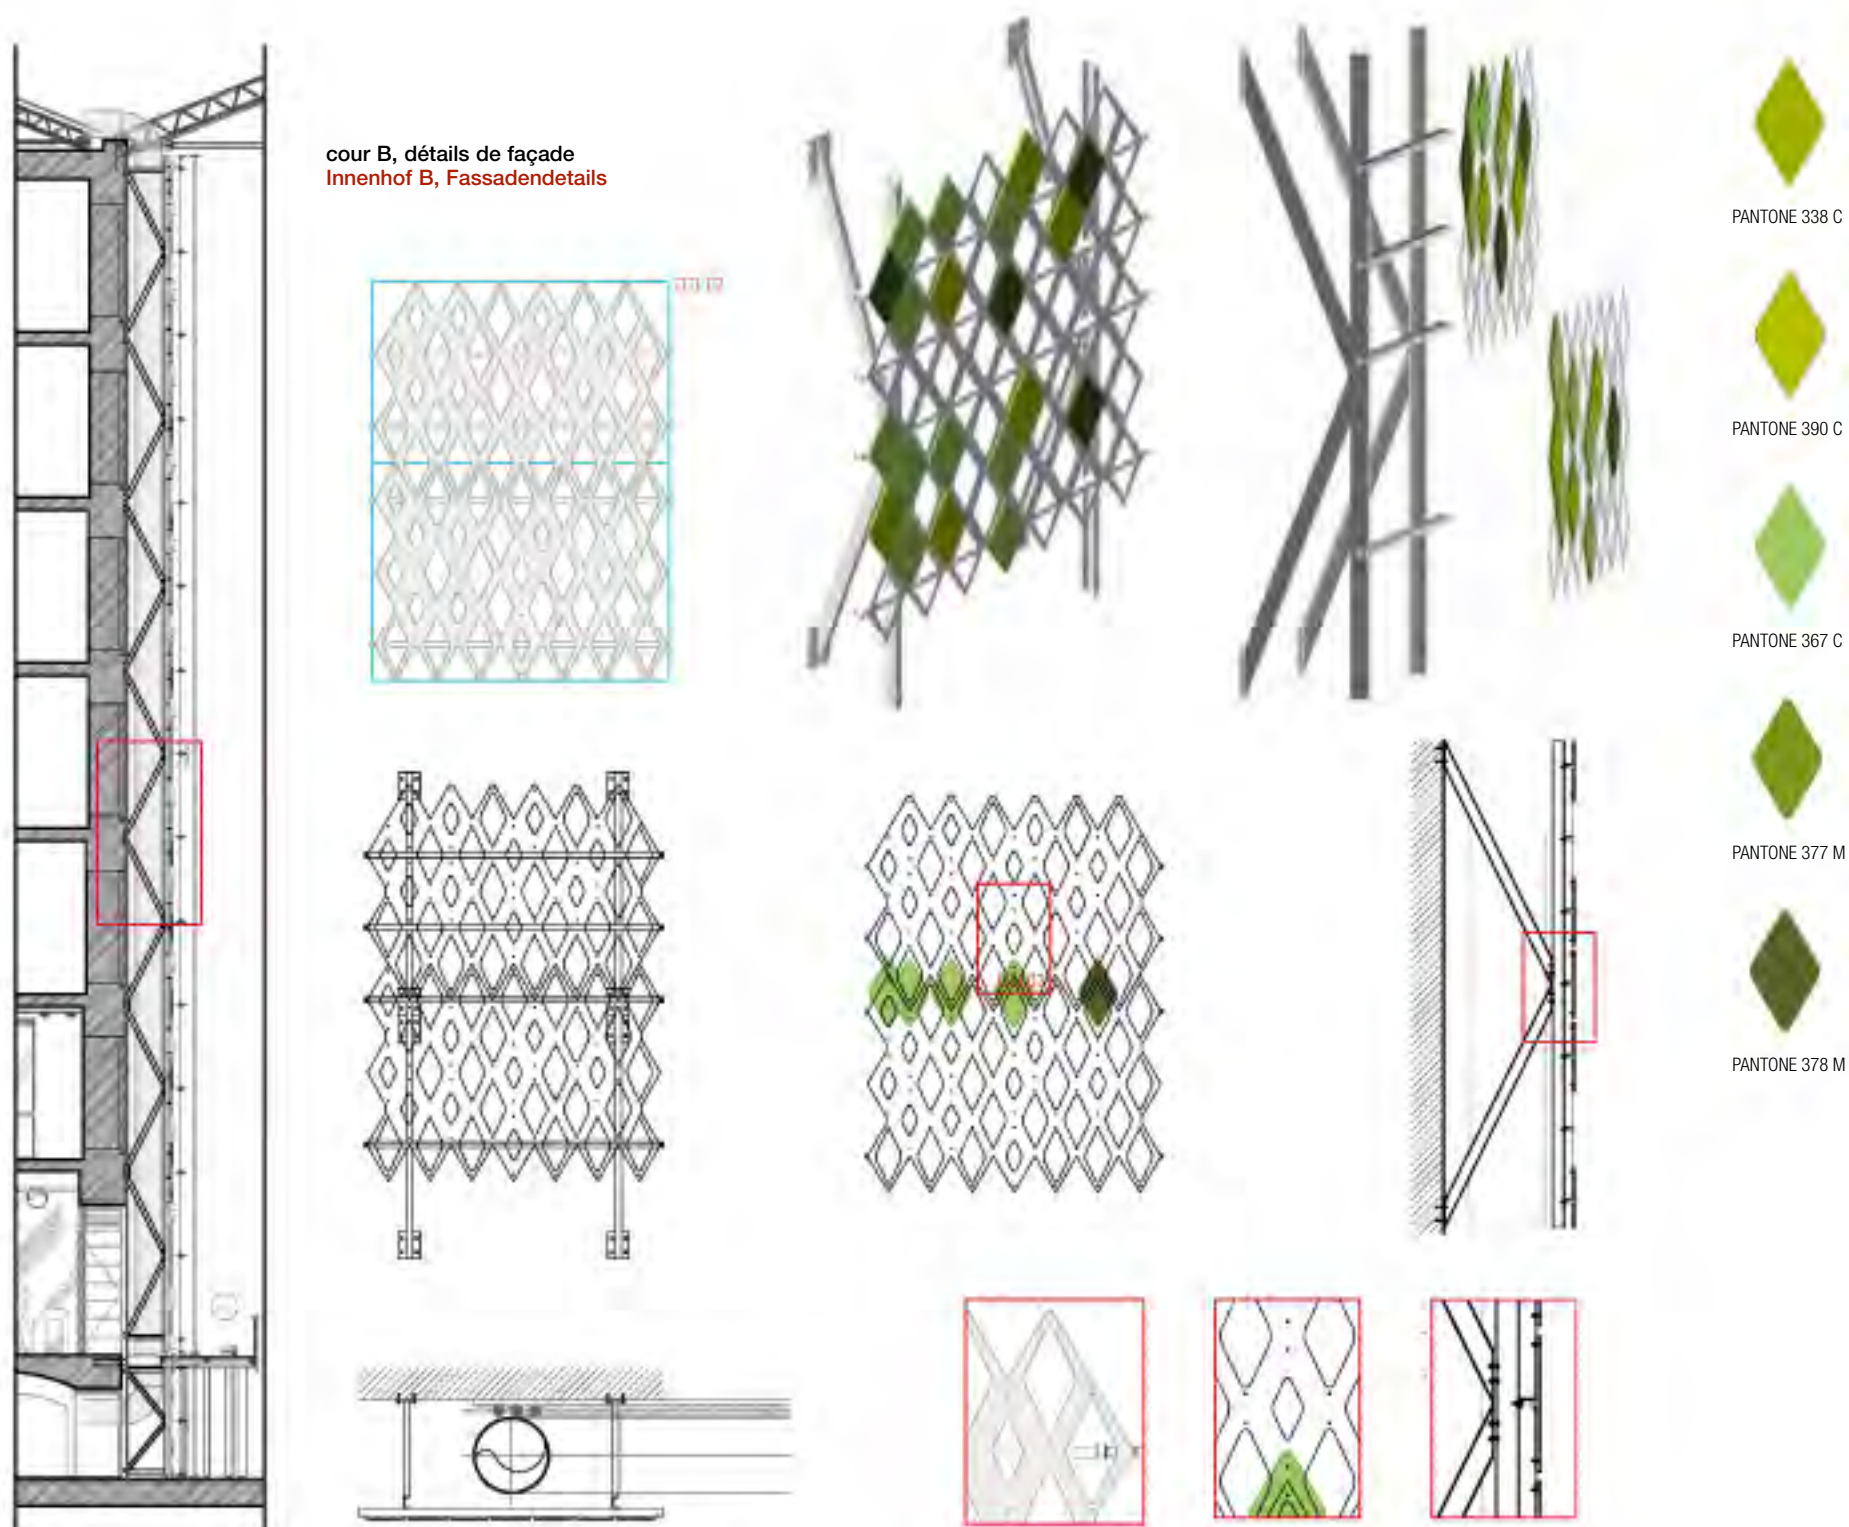 cour B, détails de façade
Innenhof B, Fassadendetails
PANTONE 338 C
PANTONE 390 C
PANTONE 367 C
PANTONE 377 M
PANTONE 378 M